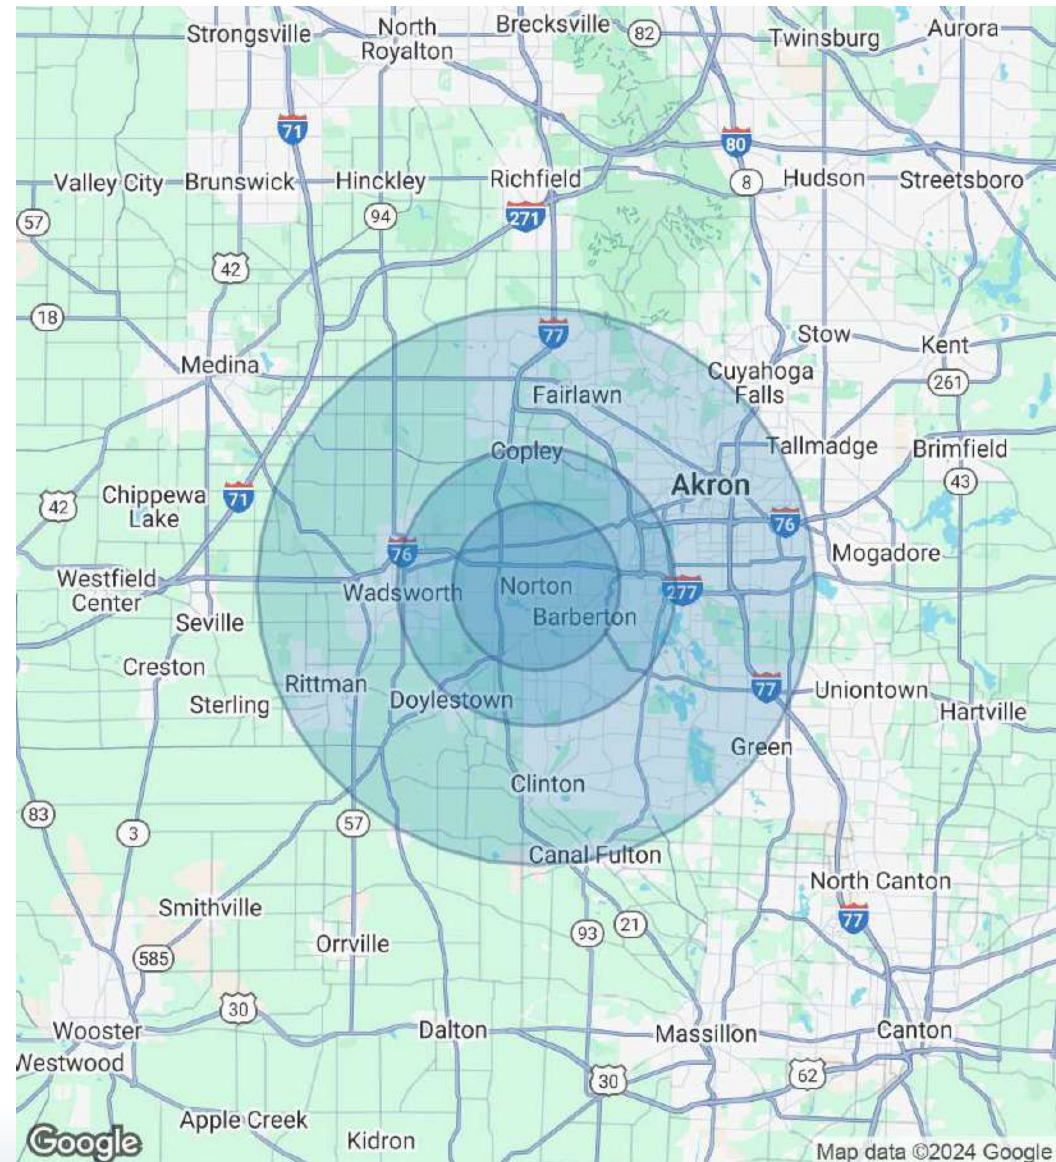 Strongsville
North
Royalton
Brecksville
82
Twinsburg
Aurora
71
80
Valley City
Brunswick
Hinckley
Richfield
8
Hudson
Streetsboro
57
94
271
42
18
77
Stow
Kent
Medina
Cuyahoga
Falls
261
Fairlawn
Copley
Tallmadge
Brimfield
Akron
43
Chippewa
Lake
71
42
76
76
Mogadore
Westfield
Center
Wadsworth
Norton
277
Barberton
Seville
Creston
Rittman
Doylestown
77
Uniontown
Sterling
Hartville
Green
Clinton
83
3
57
Canal Fulton
North Canton
Smithville
77
21
93
Orrville
585
30
Wooster
Dalton
Massillon
Canton
Westwood
30
62
Apple Creek
Kidron
Google
Map data ©2024 Google